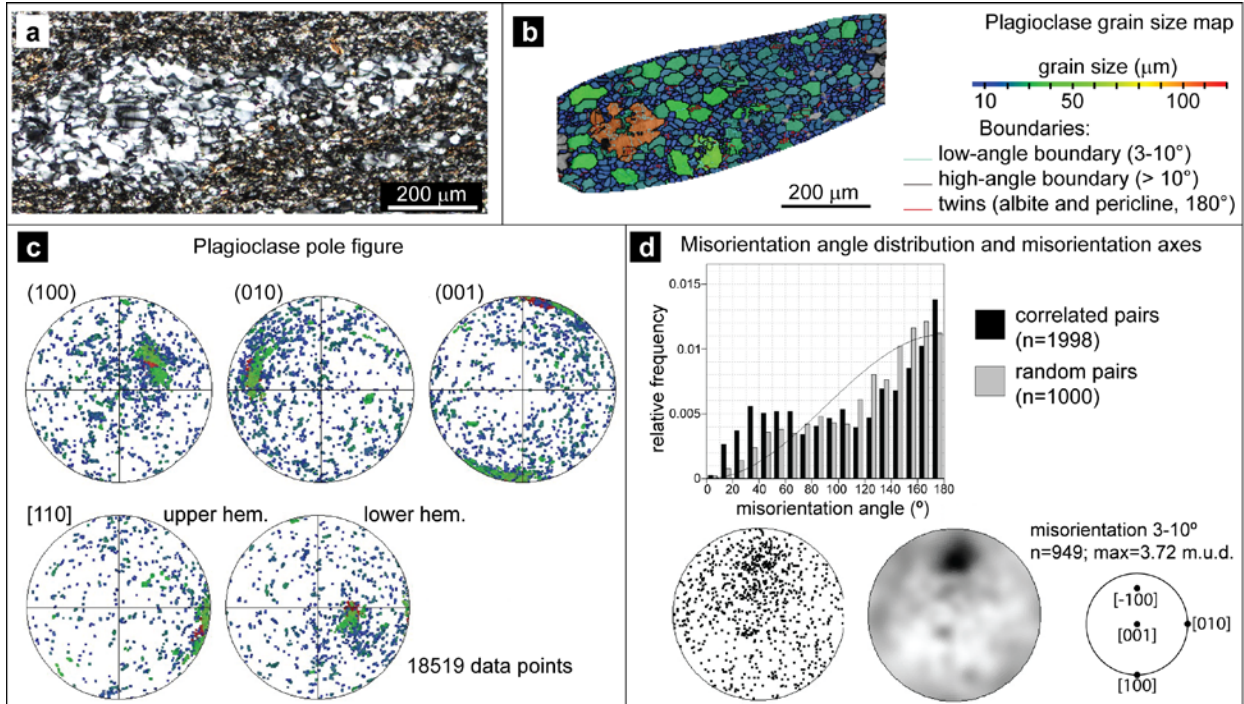 a
200 μm
b
Plagioclase grain size map
grain size (μm)
10 50 100
Boundaries:
low-angle boundary (3-10°)
high-angle boundary (> 10°)
twins (albite and pericline, 180°)
200 μm
c
Plagioclase pole figure
(100)
(010)
(001)
[110]
upper hem.
lower hem.
18519 data points
d
Misorientation angle distribution and misorientation axes
0.015
0.01
0.005
0
relative frequency
0 20 40 60 80 100 120 140 160 180
misorientation angle (º)
correlated pairs
(n=1998)
random pairs
(n=1000)
misorientation 3-10º
n=949; max=3.72 m.u.d.
[-100]
[010]
[001]
[100]